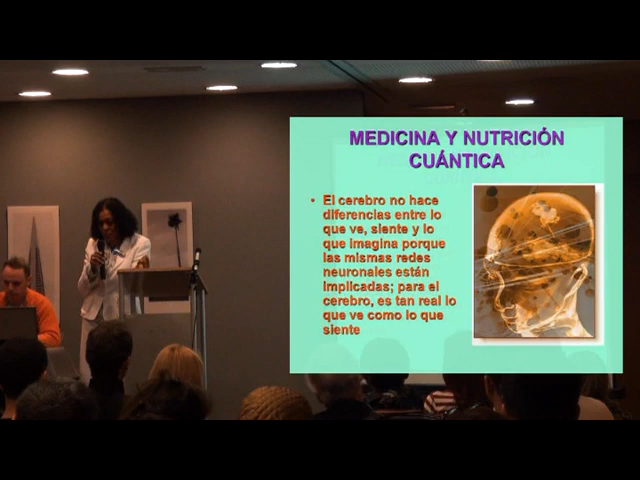 MEDICINA Y NUTRICIÓN
CUÁNTICA
• El cerebro no hace
diferencias entre lo
que ve, siente y lo
que imagina porque
las mismas redes
neuronales están
implicadas; para el
cerebro, es tan real lo
que ve como lo que
siente